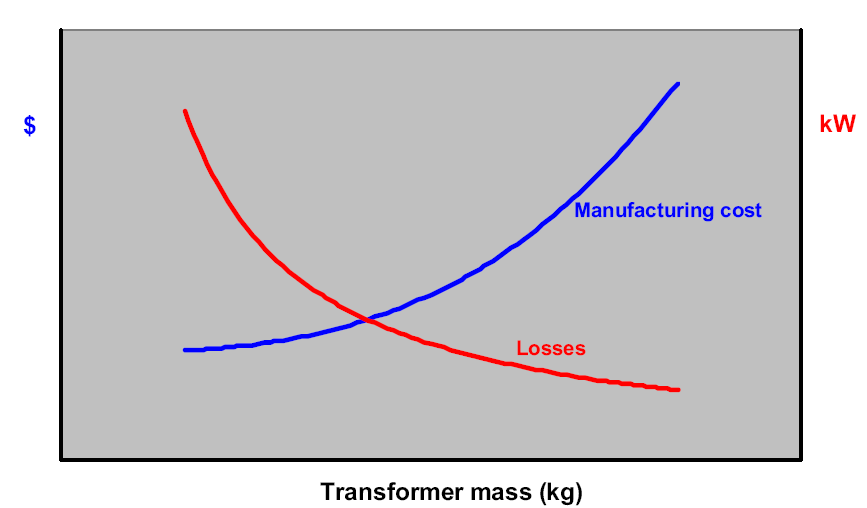 $
kW
Manufacturing cost
Losses
Transformer mass (kg)